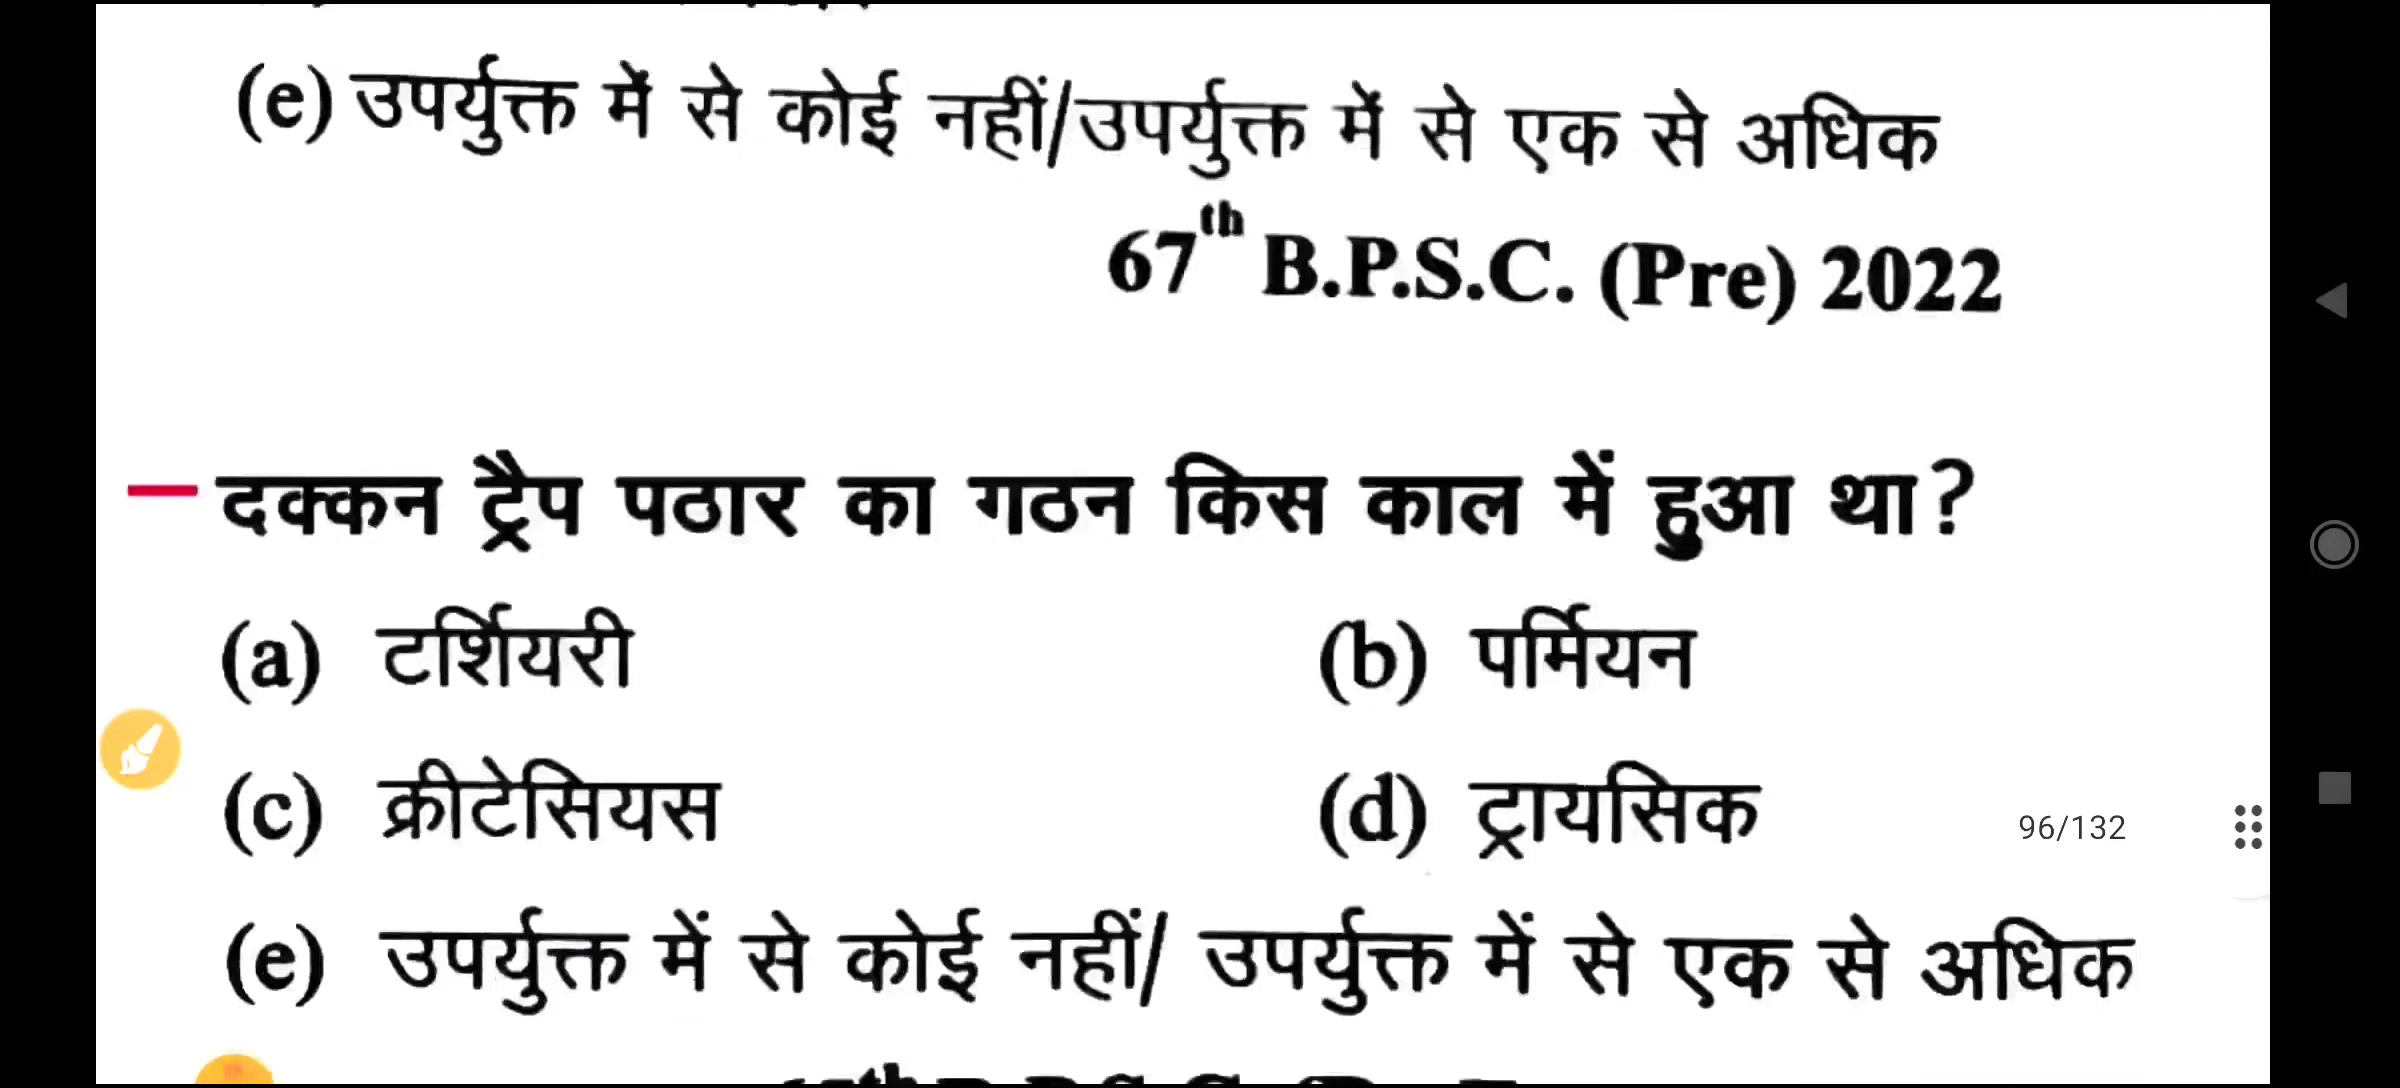 (e) उपर्युक्त में से कोई नहीं/उपर्युक्त में से एक से अधिक
67th B.P.S.C. (Pre) 2022
दक्कन ट्रैप पठार का गठन किस काल में हुआ था?
(a) टर्शियरी (b) पर्मियन
(c) क्रीटेसियस (d) ट्रायसिक
96/132
(e) उपर्युक्त में से कोई नहीं/ उपर्युक्त में से एक से अधिक